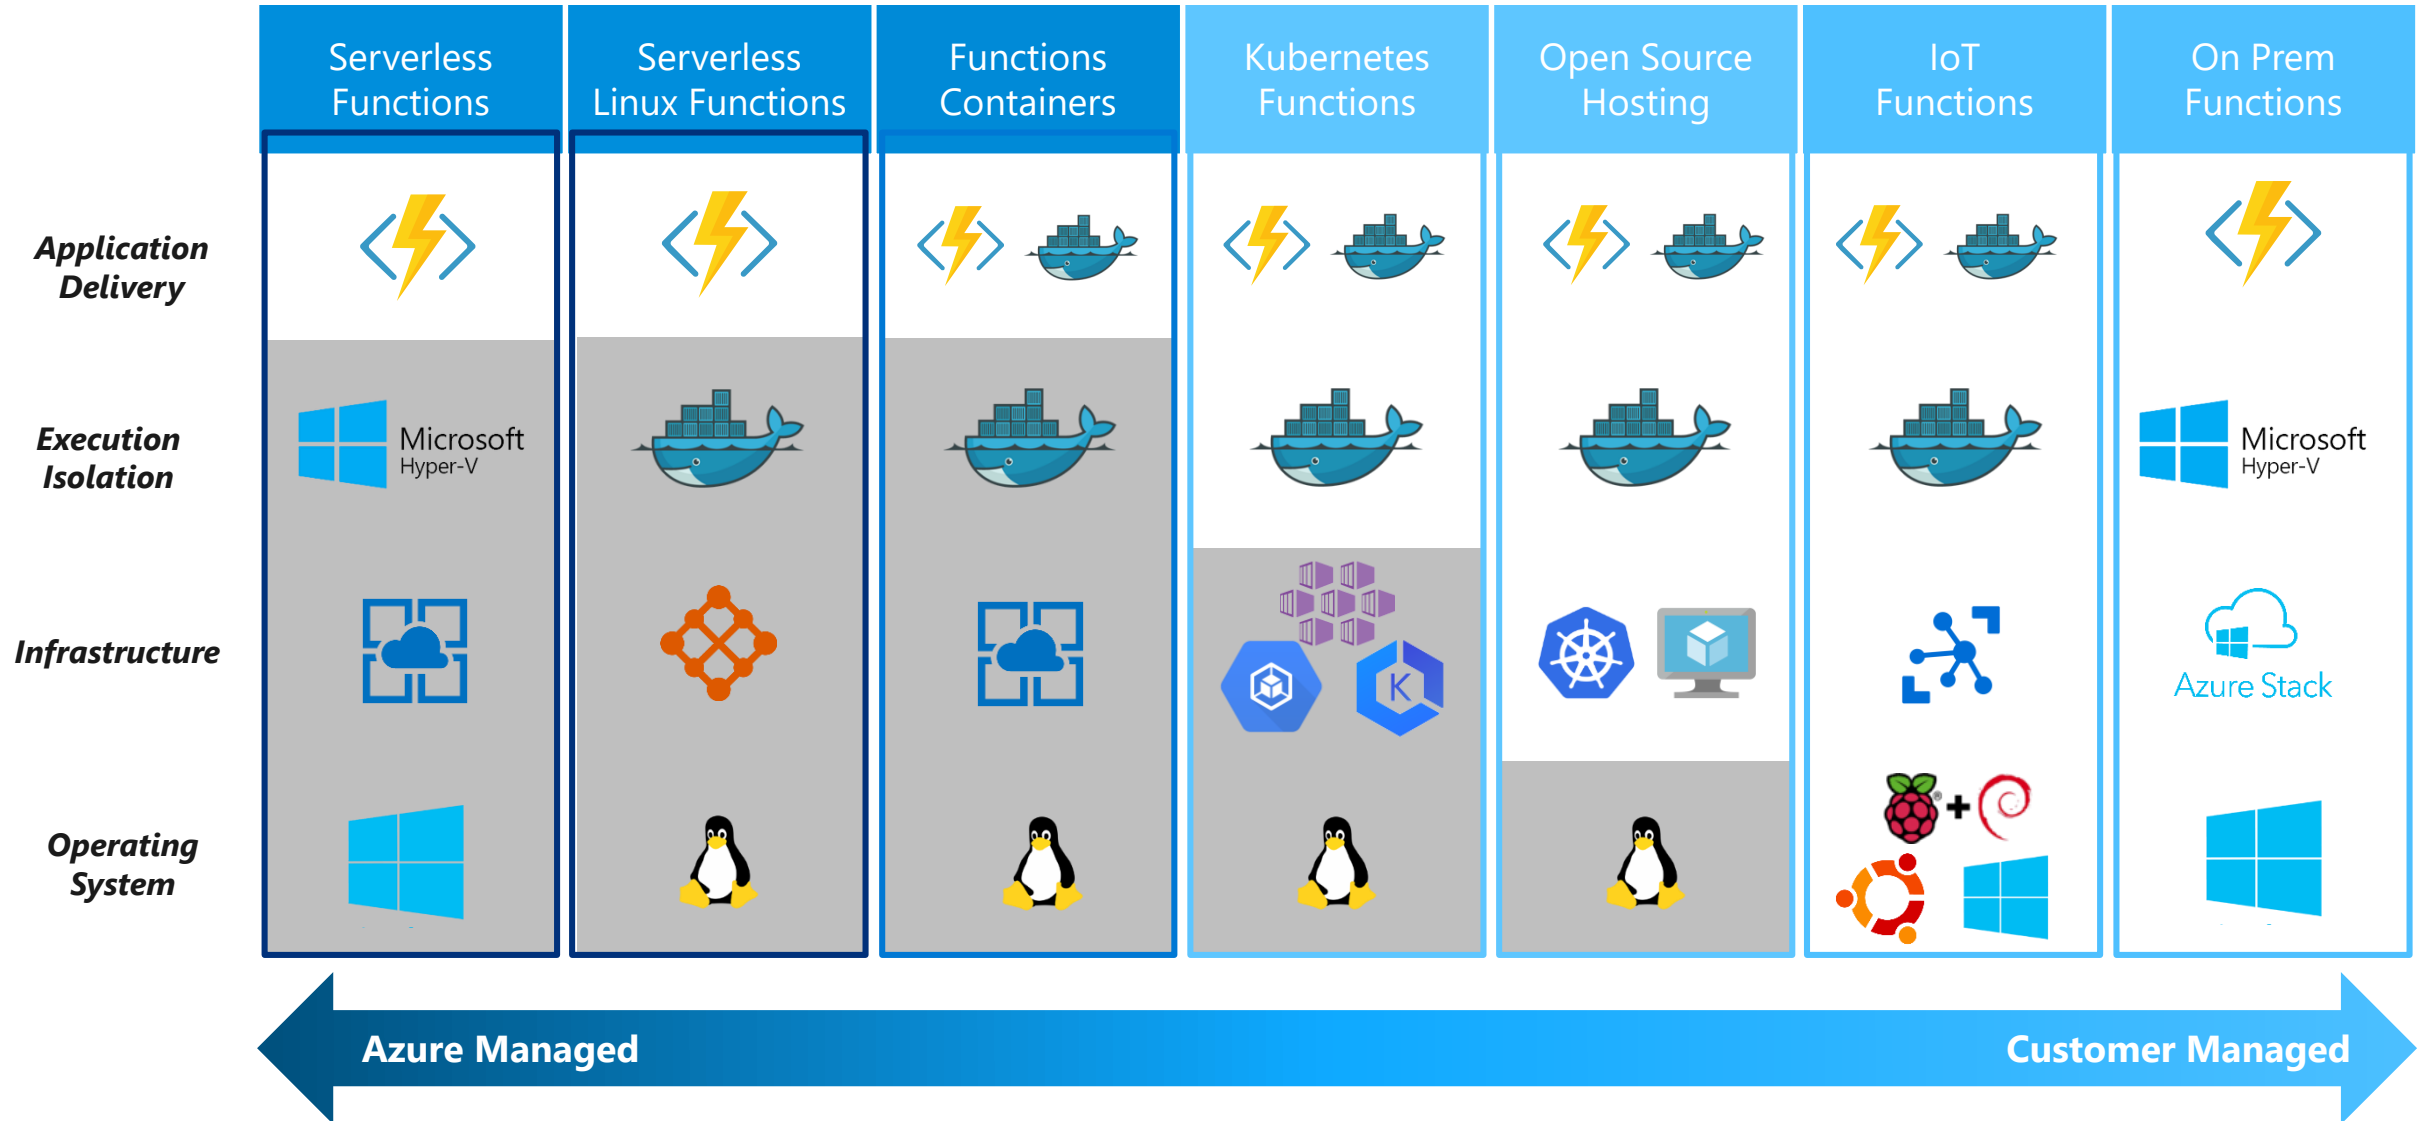 Serverless
Functions
Serverless
Linux Functions
Functions
Containers
Kubernetes
Functions
Open Source
Hosting
IoT
Functions
On Prem
Functions
Application
Delivery
Execution
Isolation
Microsoft
Hyper-V
Microsoft
Hyper-V
Infrastructure
K
Azure Stack
Operating
System
®
+
Azure Managed
Customer Managed